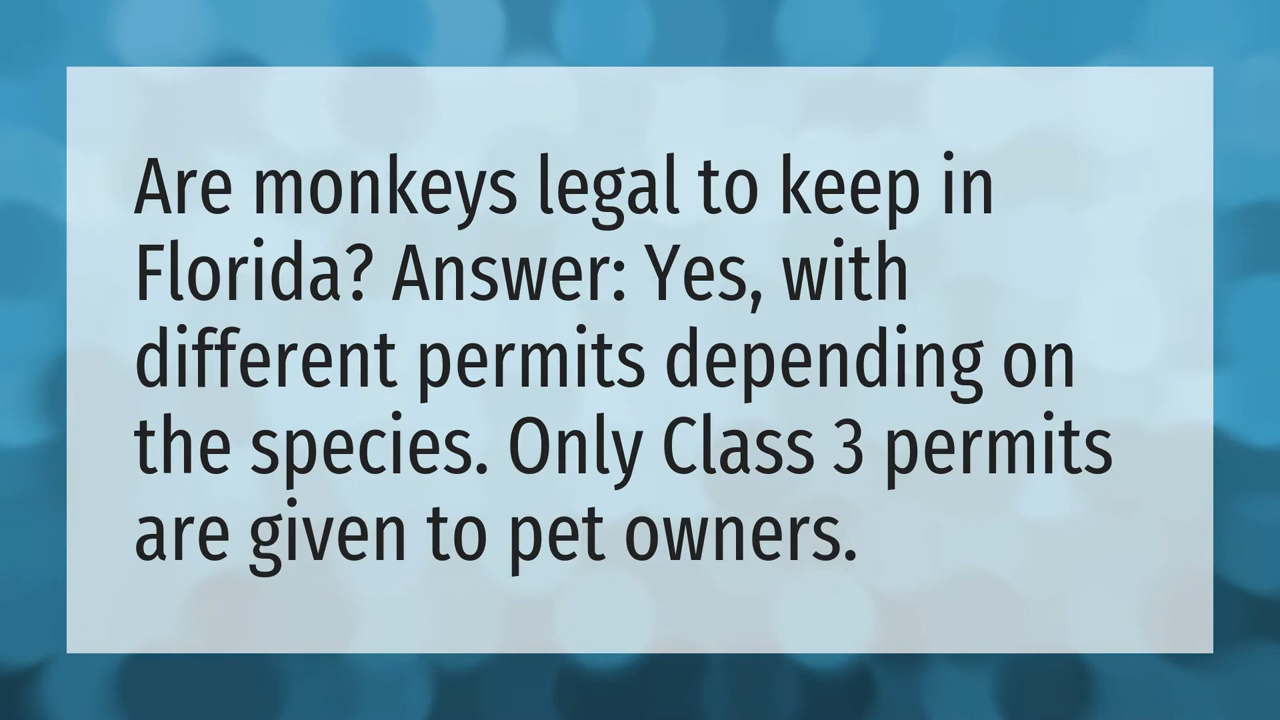 Are monkeys legal to keep in
Florida? Answer: Yes, with
different permits depending on
the species. Only Class 3 permits
are given to pet owners.